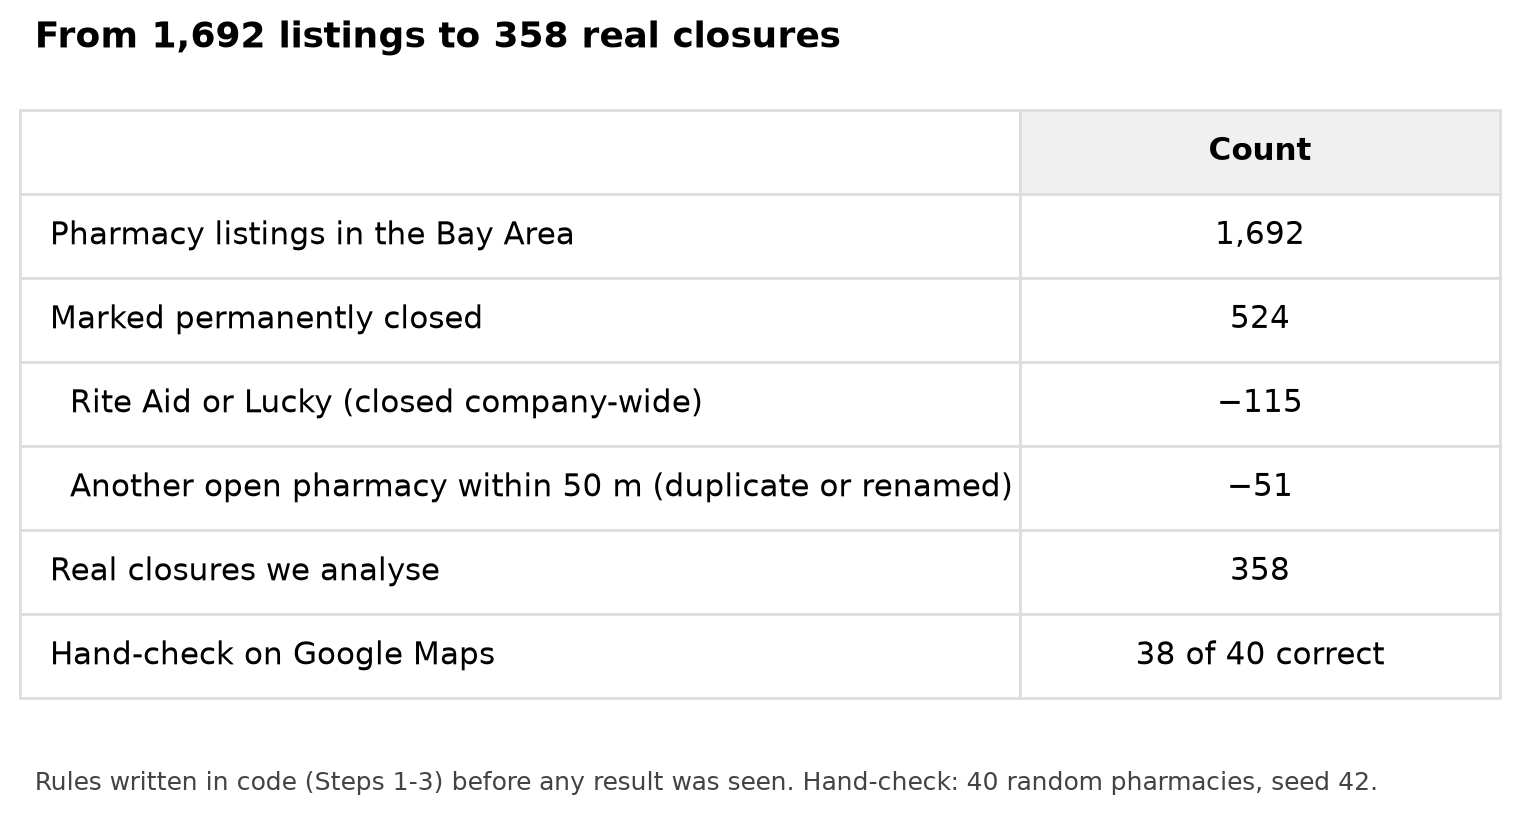 From 1,692 listings to 358 real closures
Count
Pharmacy listings in the Bay Area 1,692
Marked permanently closed 524
Rite Aid or Lucky (closed company-wide) −115
Another open pharmacy within 50 m (duplicate or renamed) −51
Real closures we analyse 358
Hand-check on Google Maps 38 of 40 correct
Rules written in code (Steps 1-3) before any result was seen. Hand-check: 40 random pharmacies, seed 42.